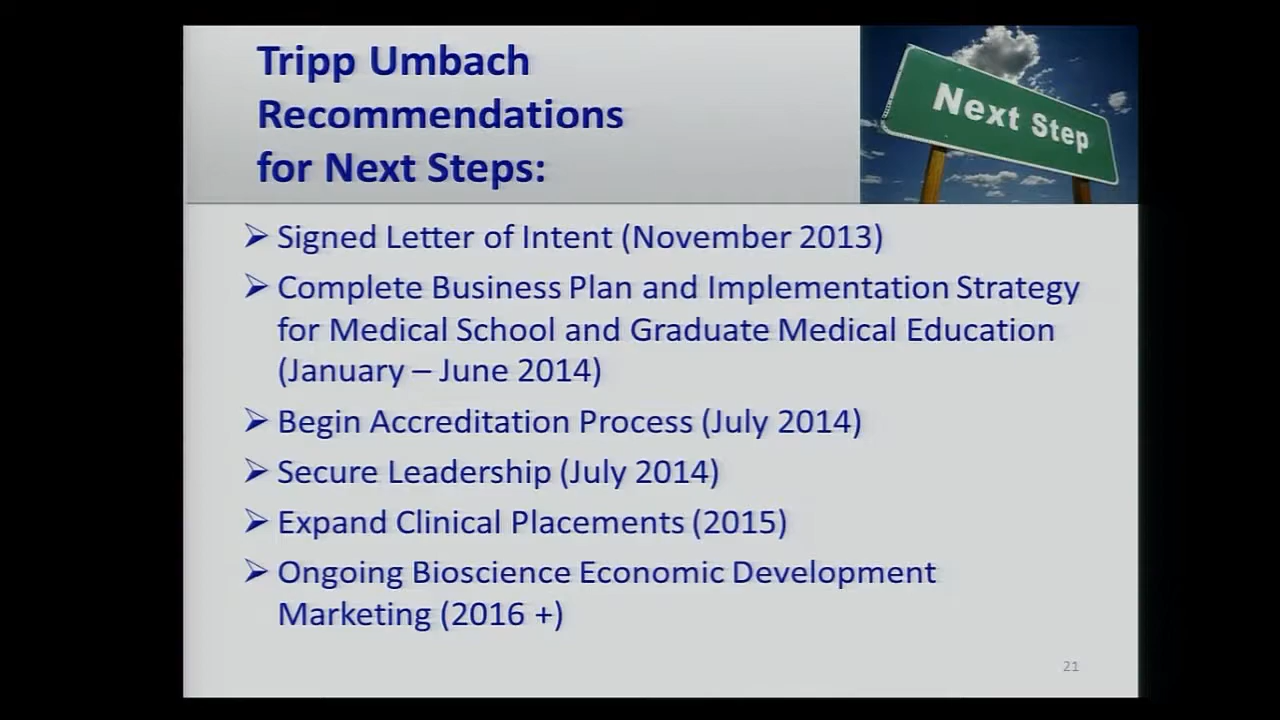 Tripp Umbach
Recommendations
for Next Steps:
Next Step
➢ Signed Letter of Intent (November 2013)
➢ Complete Business Plan and Implementation Strategy
for Medical School and Graduate Medical Education
(January – June 2014)
➢ Begin Accreditation Process (July 2014)
➢ Secure Leadership (July 2014)
➢ Expand Clinical Placements (2015)
➢ Ongoing Bioscience Economic Development
Marketing (2016 +)
21